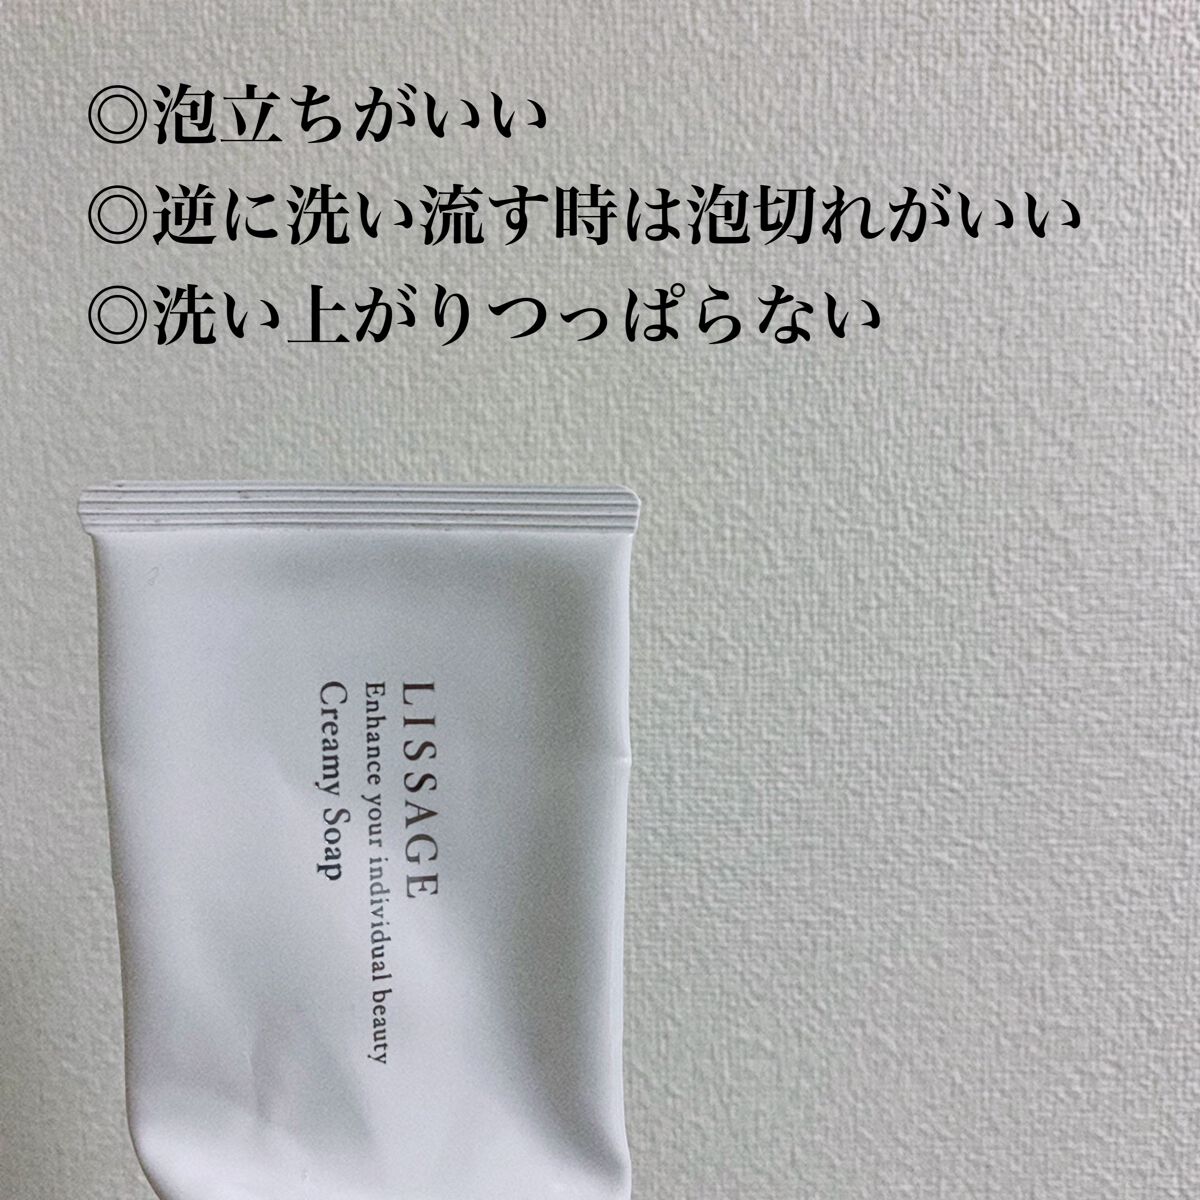 ◎泡立ちがいい
◎逆に洗い流す時は泡切れがいい
◎洗い上がりつっぱらない
LISSAGE
Enhance your individual beauty
Creamy Soap